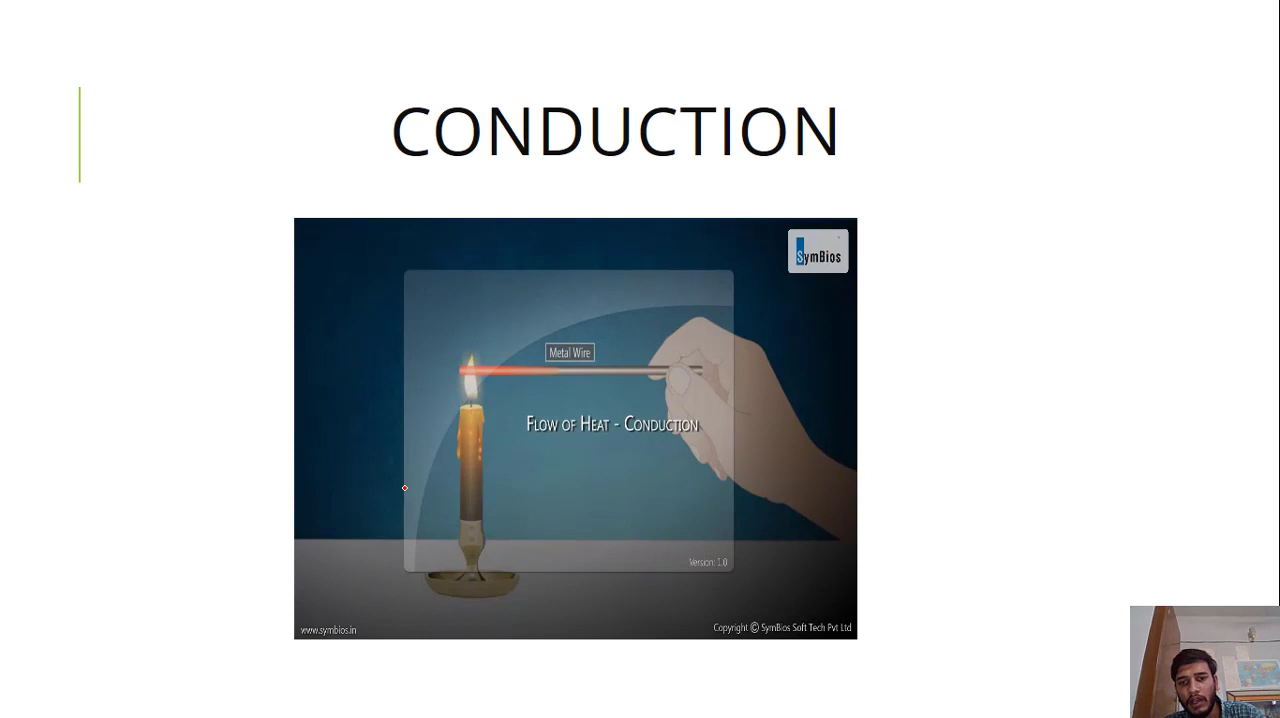 CONDUCTION
SymBios
Metal Wire
Flow of Heat - Conduction
Version: 1.0
www.symbios.in
Copyright © SymBios Soft Tech Pvt Ltd